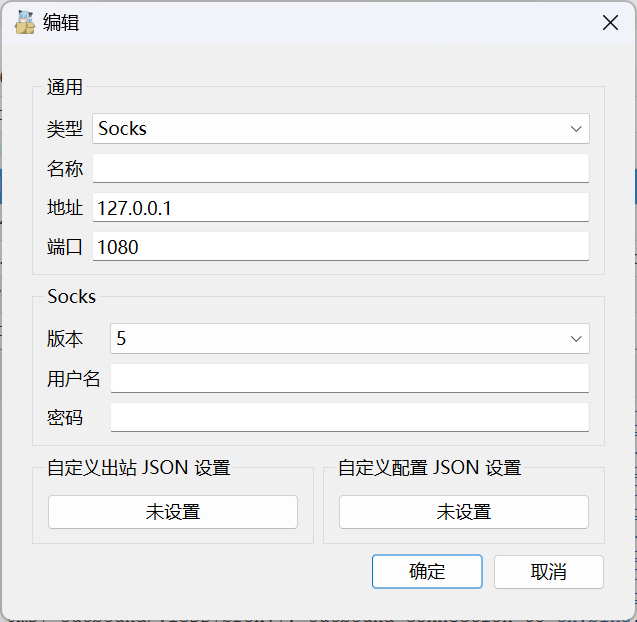 编辑
通用
类型 Socks
名称
地址 127.0.0.1
端口 1080
Socks
版本 5
用户名
密码
自定义出站 JSON 设置 自定义配置 JSON 设置
未设置 未设置
确定 取消